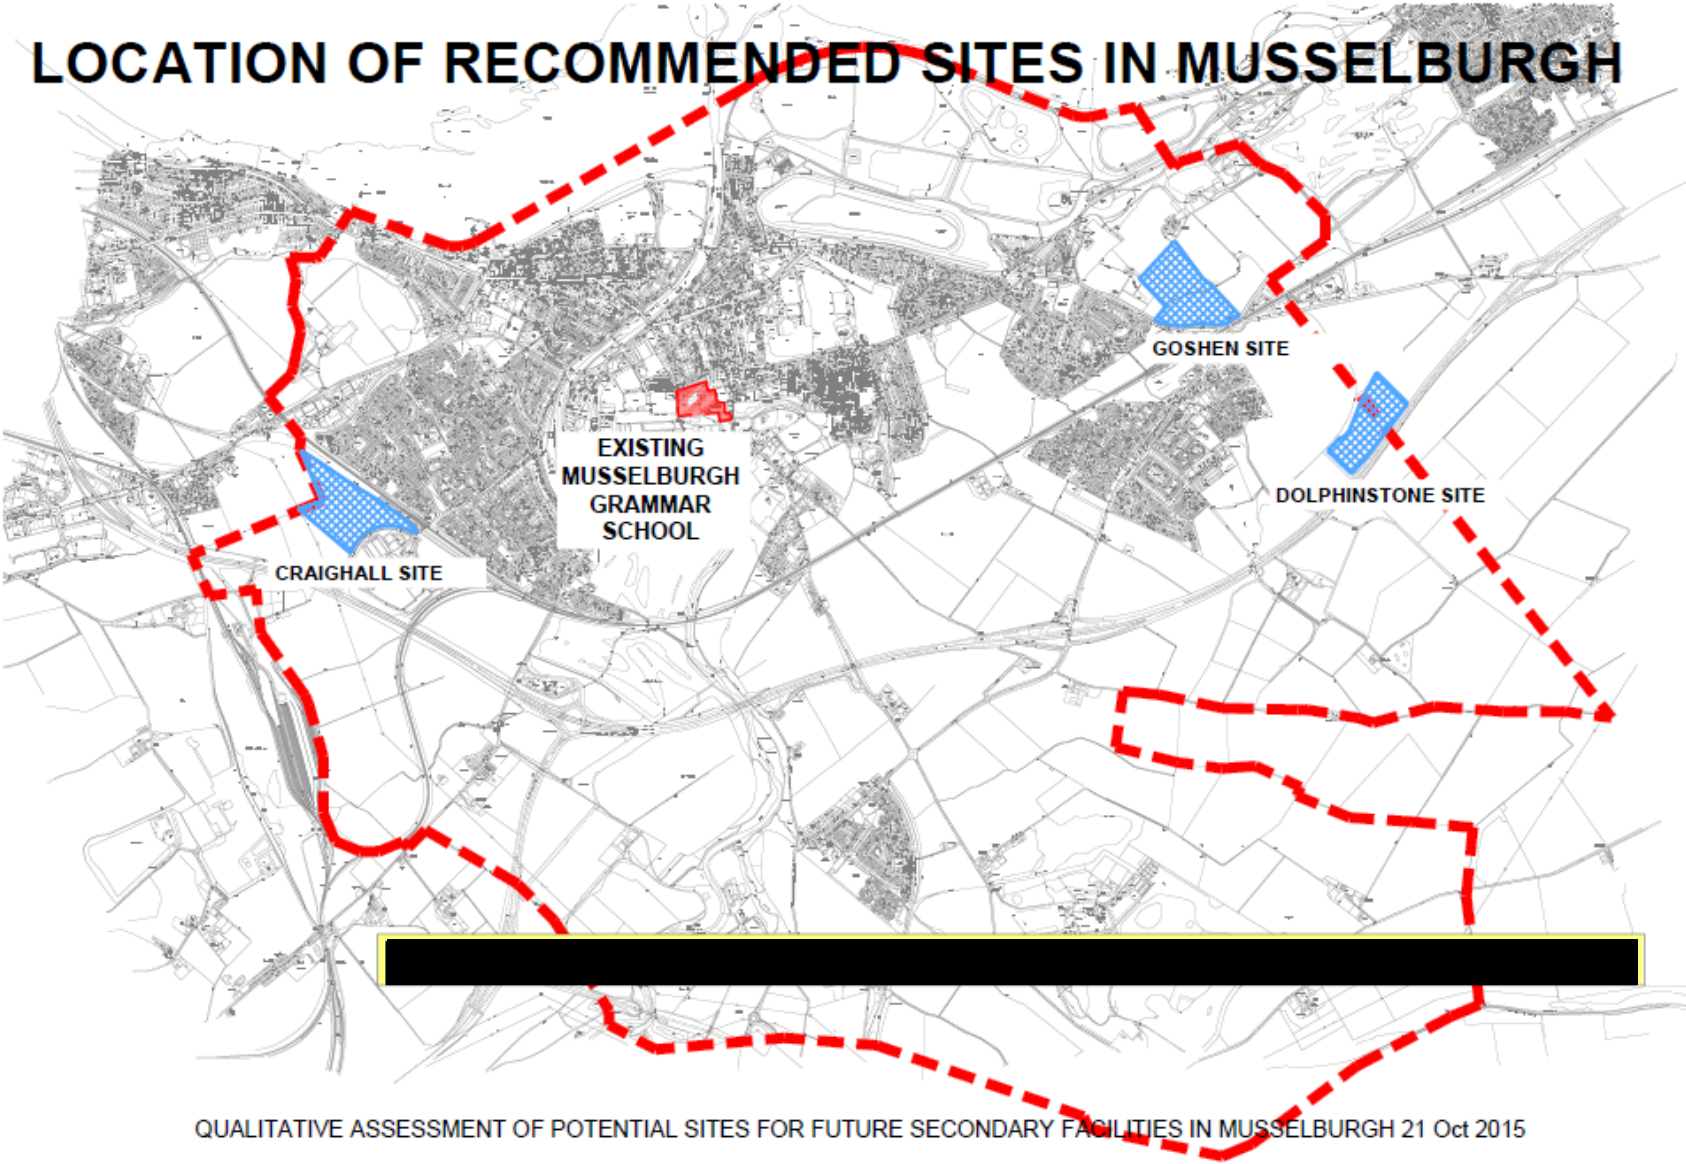 LOCATION OF RECOMMENDED SITES IN MUSSELBURGH
GOSHEN SITE
EXISTING
MUSSELBURGH
GRAMMAR
SCHOOL
DOLPHINSTONE SITE
CRAIGHALL SITE
QUALITATIVE ASSESSMENT OF POTENTIAL SITES FOR FUTURE SECONDARY FACILITIES IN MUSSELBURGH 21 Oct 2015